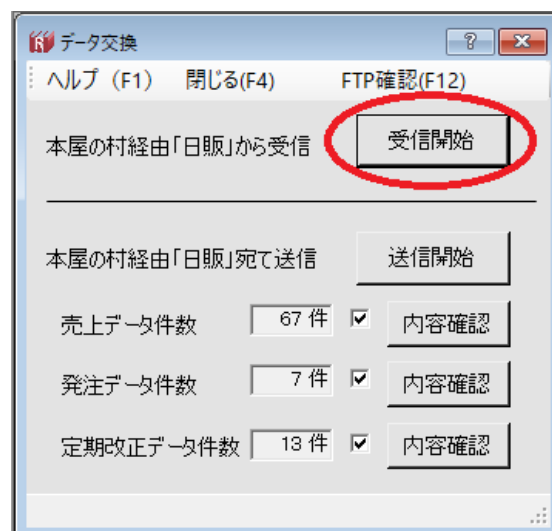 データ交換
ヘルプ (F1) 閉じる(F4) FTP確認(F12)
本屋の村経由「日販」から受信 受信開始
本屋の村経由「日販」宛て送信 送信開始
売上データ件数 67 件 内容確認
発注データ件数 7 件 内容確認
定期改正データ件数 13 件 内容確認